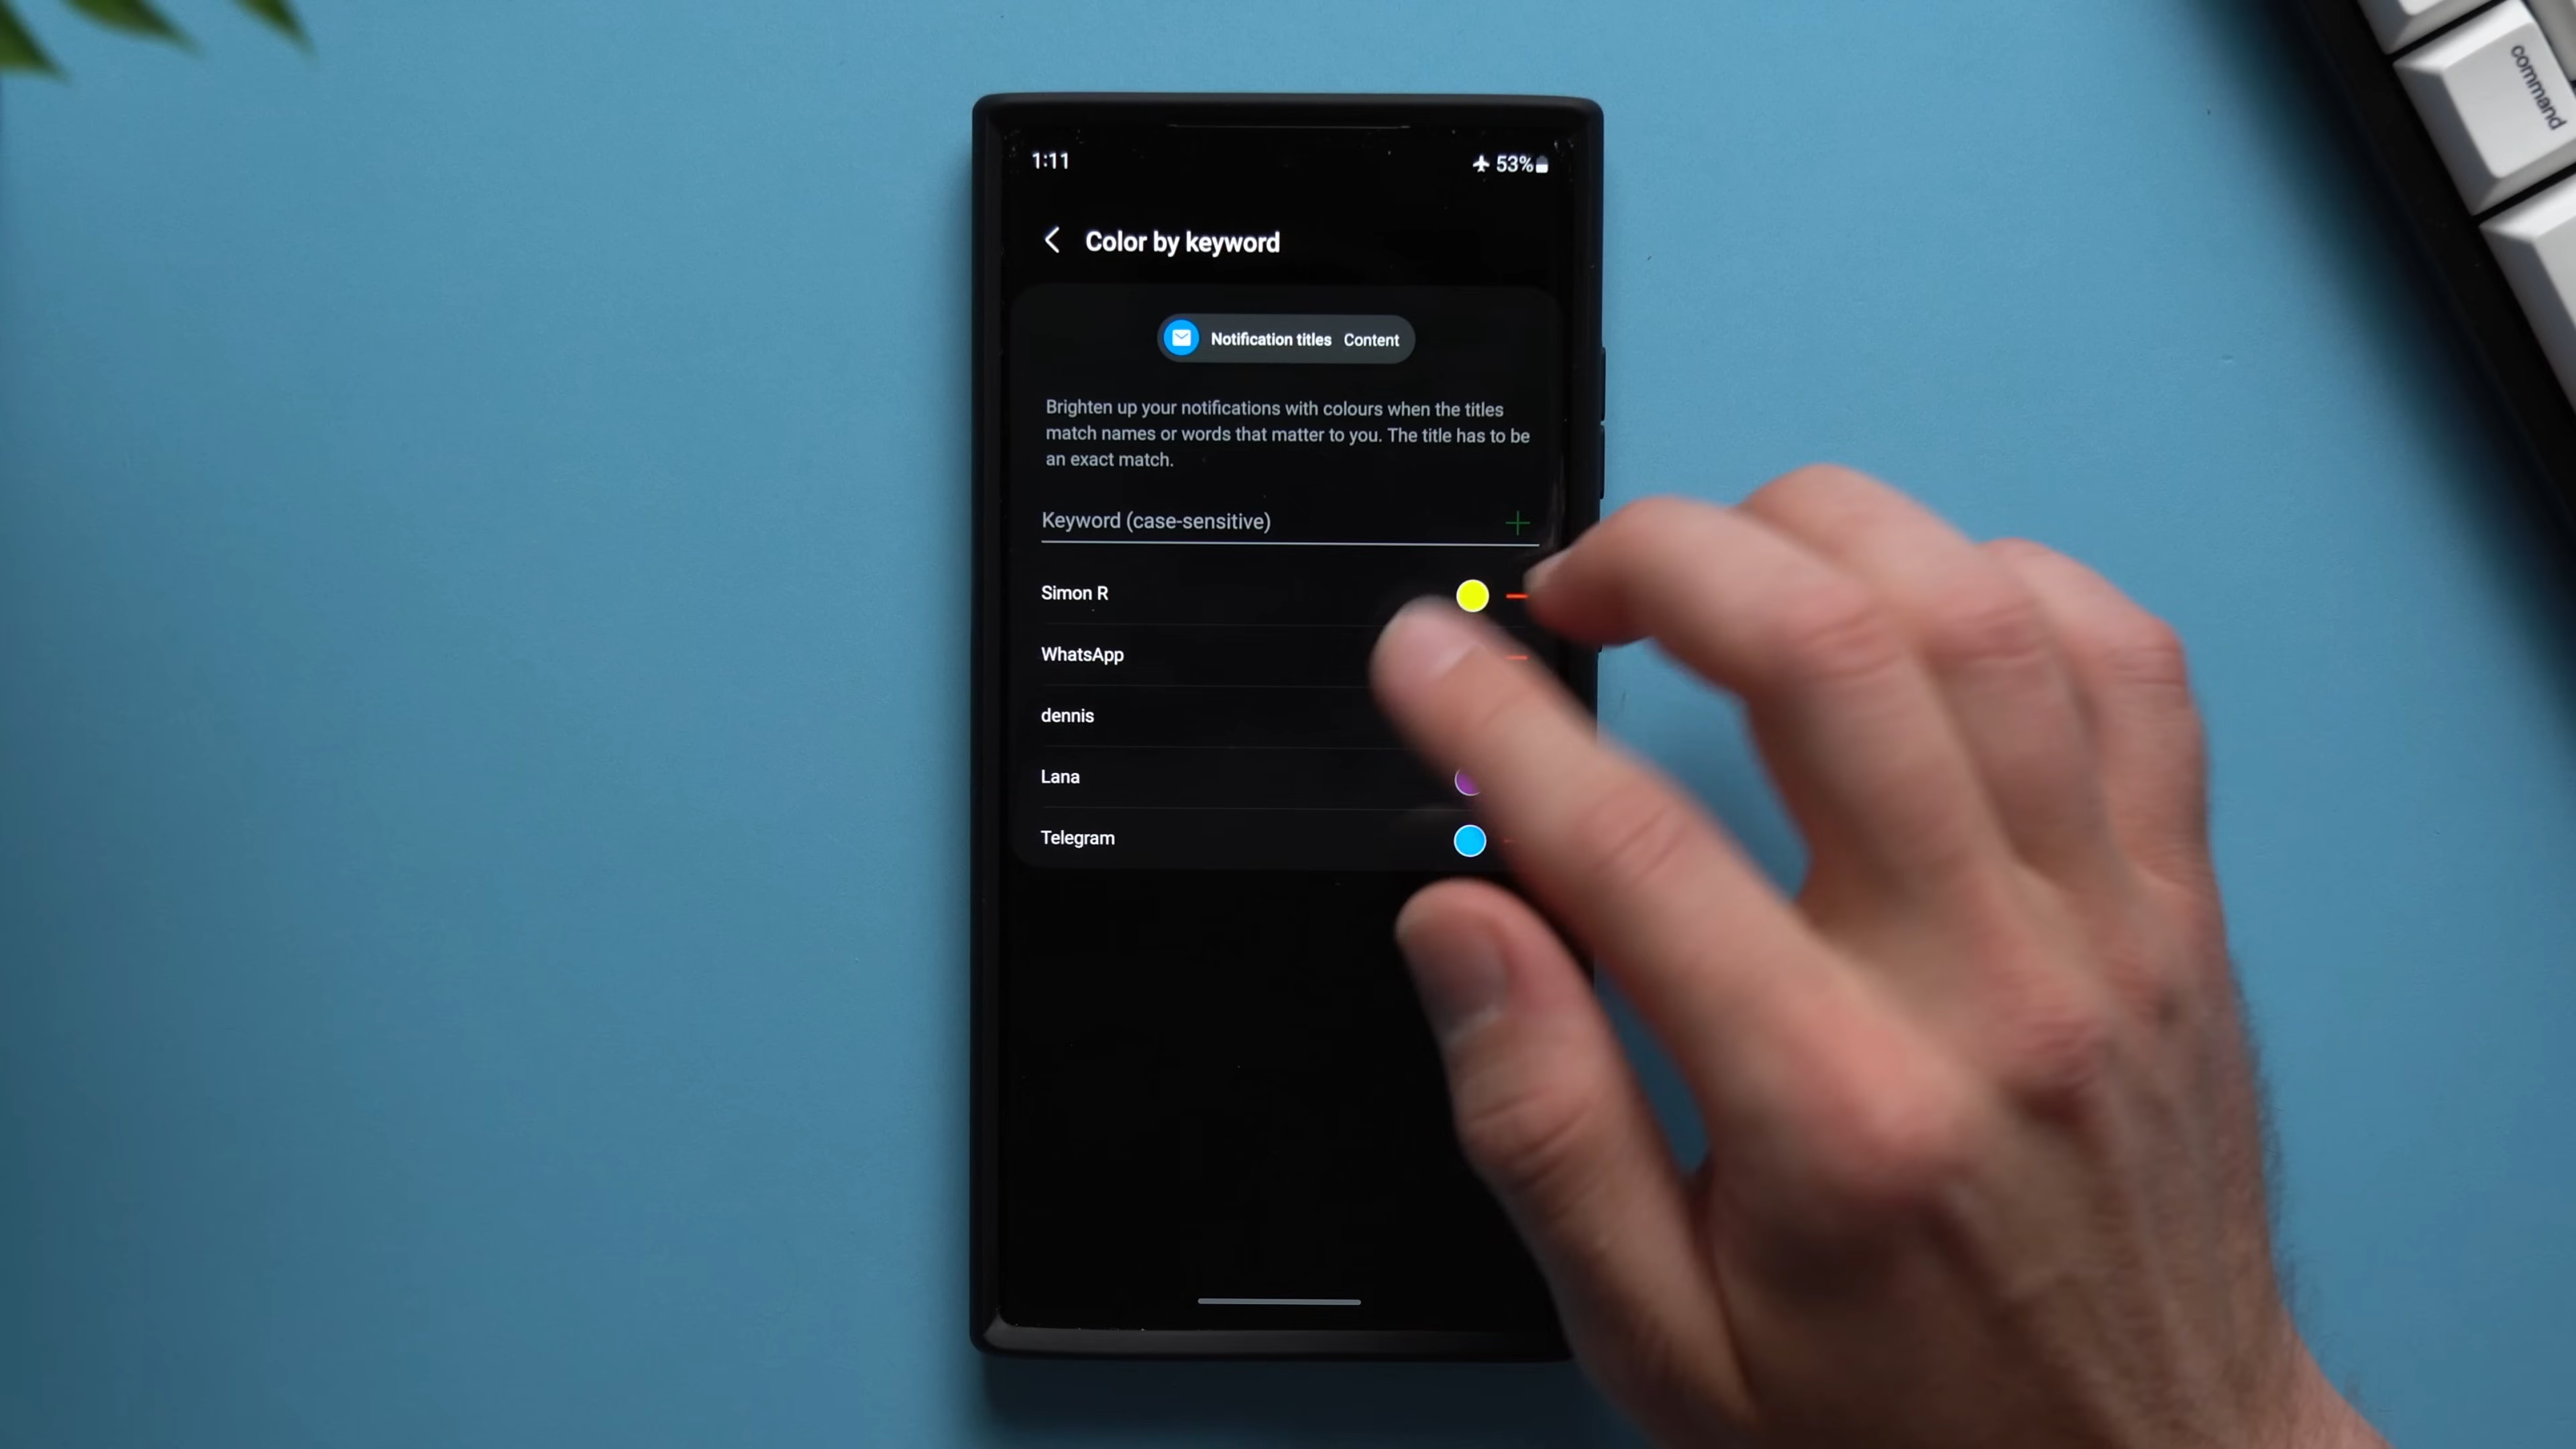 command
1:11
53%
Color by keyword
Notification titles Content
Brighten up your notifications with colours when the titles
match names or words that matter to you. The title has to be
an exact match.
Keyword (case-sensitive)
Simon R
WhatsApp
dennis
Lana
Telegram